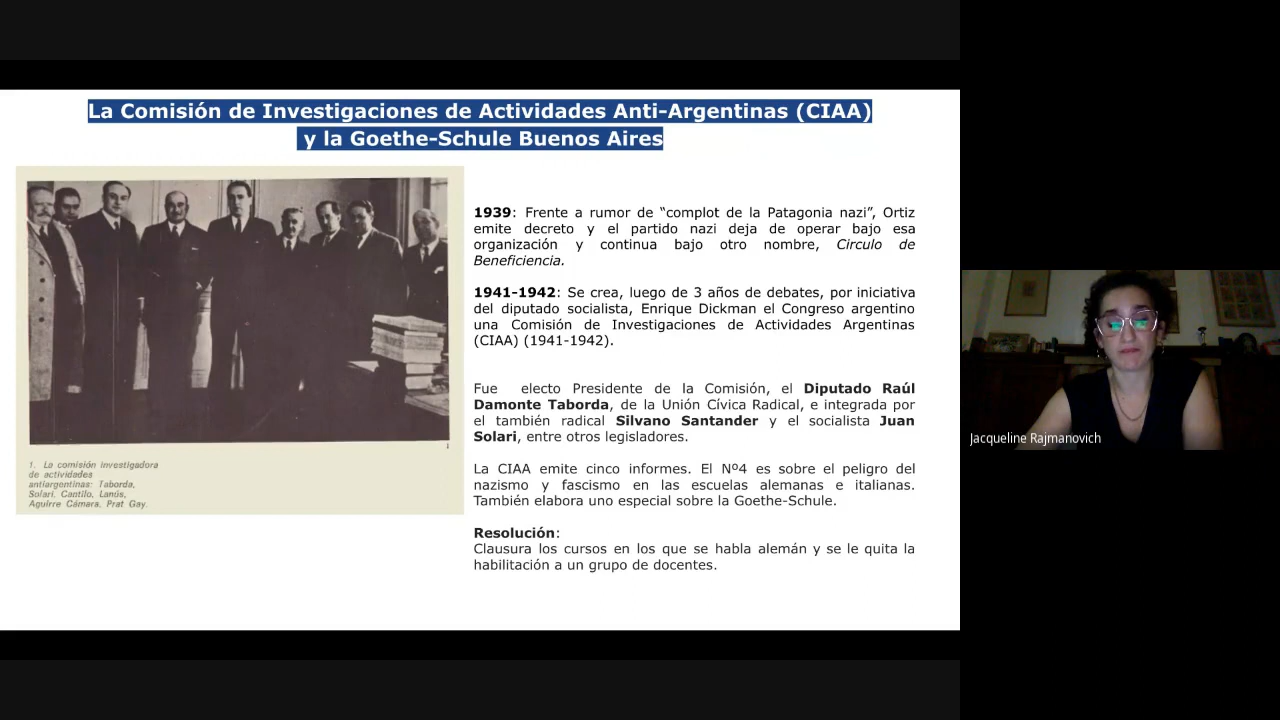 La Comisión de Investigaciones de Actividades Anti-Argentinas (CIAA)
y la Goethe-Schule Buenos Aires
1939: Frente a rumor de “complot de la Patagonia nazi”, Ortiz
emite decreto y el partido nazi deja de operar bajo esa
organización y continua bajo otro nombre, Circulo de
Beneficiencia.
1941-1942: Se crea, luego de 3 años de debates, por iniciativa
del diputado socialista, Enrique Dickman el Congreso argentino
una Comisión de Investigaciones de Actividades Argentinas
(CIAA) (1941-1942).
Fue electo Presidente de la Comisión, el Diputado Raúl
Damonte Taborda, de la Unión Cívica Radical, e integrada por
el también radical Silvano Santander y el socialista Juan
Solari, entre otros legisladores.
La CIAA emite cinco informes. El Nº4 es sobre el peligro del
nazismo y fascismo en las escuelas alemanas e italianas.
También elabora uno especial sobre la Goethe-Schule.
Resolución:
Clausura los cursos en los que se habla alemán y se le quita la
habilitación a un grupo de docentes.
1
1. La comisión investigadora
de actividades
antiargentinas: Taborda,
Solari, Cantilo, Lanús,
Aguirre Cámara, Prat Gay.
Jacqueline Rajmanovich